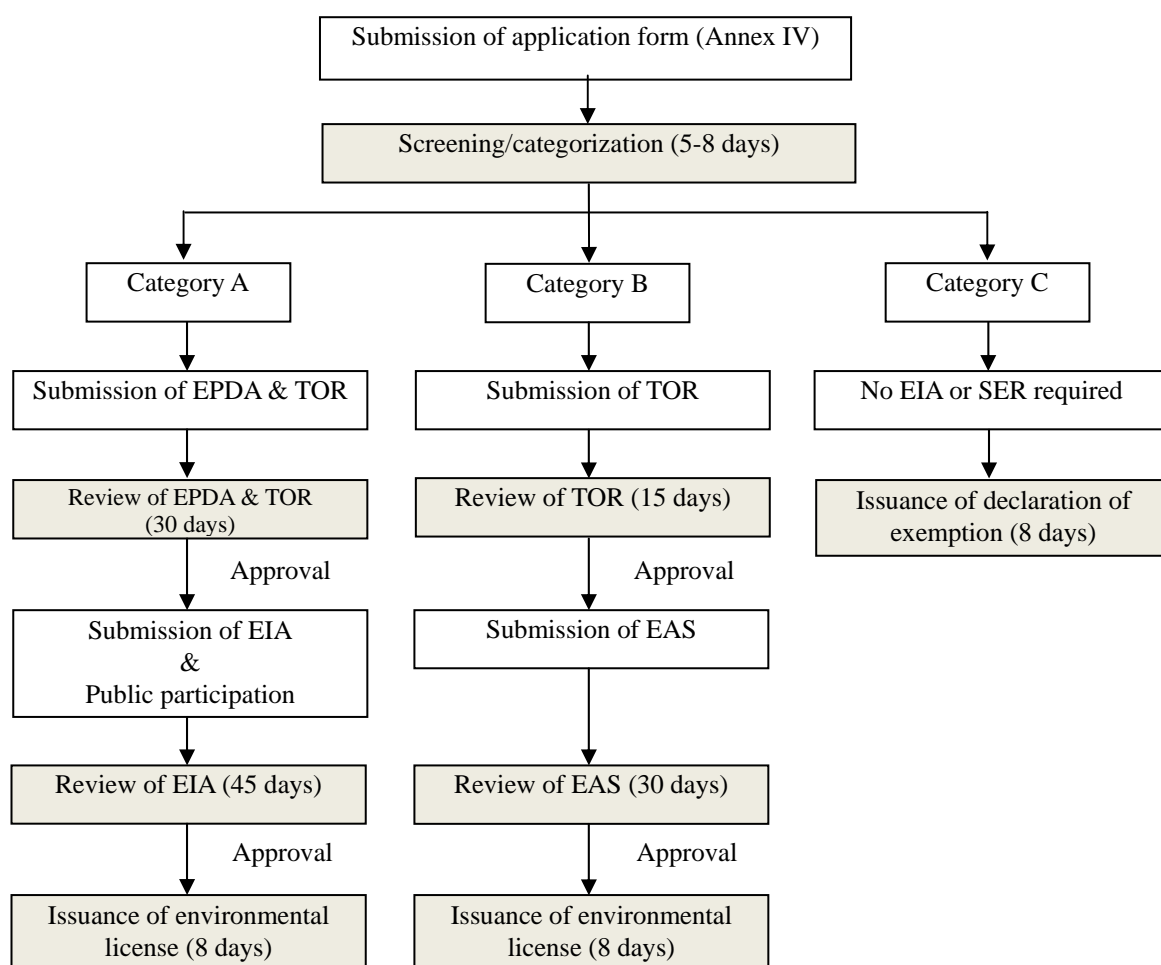 Submission of application form (Annex IV)
Screening/categorization (5-8 days)
Category A
Category B
Category C
Submission of EPDA & TOR
Submission of TOR
No EIA or SER required
Review of EPDA & TOR
(30 days)
Review of TOR (15 days)
Issuance of declaration of
exemption (8 days)
Approval
Approval
Submission of EIA
&
Public participation
Submission of EAS
Review of EIA (45 days)
Review of EAS (30 days)
Approval
Approval
Issuance of environmental
license (8 days)
Issuance of environmental
license (8 days)